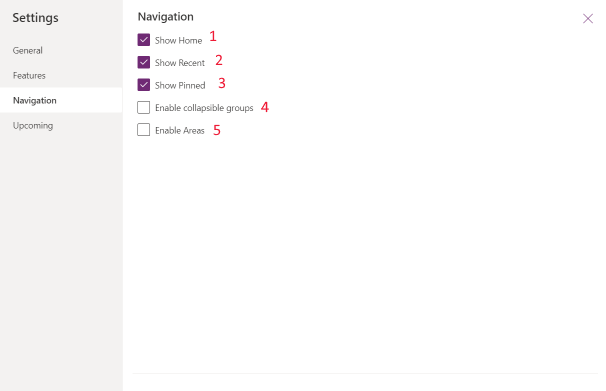 Settings
General
Features
Navigation
Upcoming
Navigation
Show Home 1
Show Recent 2
Show Pinned 3
Enable collapsible groups 4
Enable Areas 5